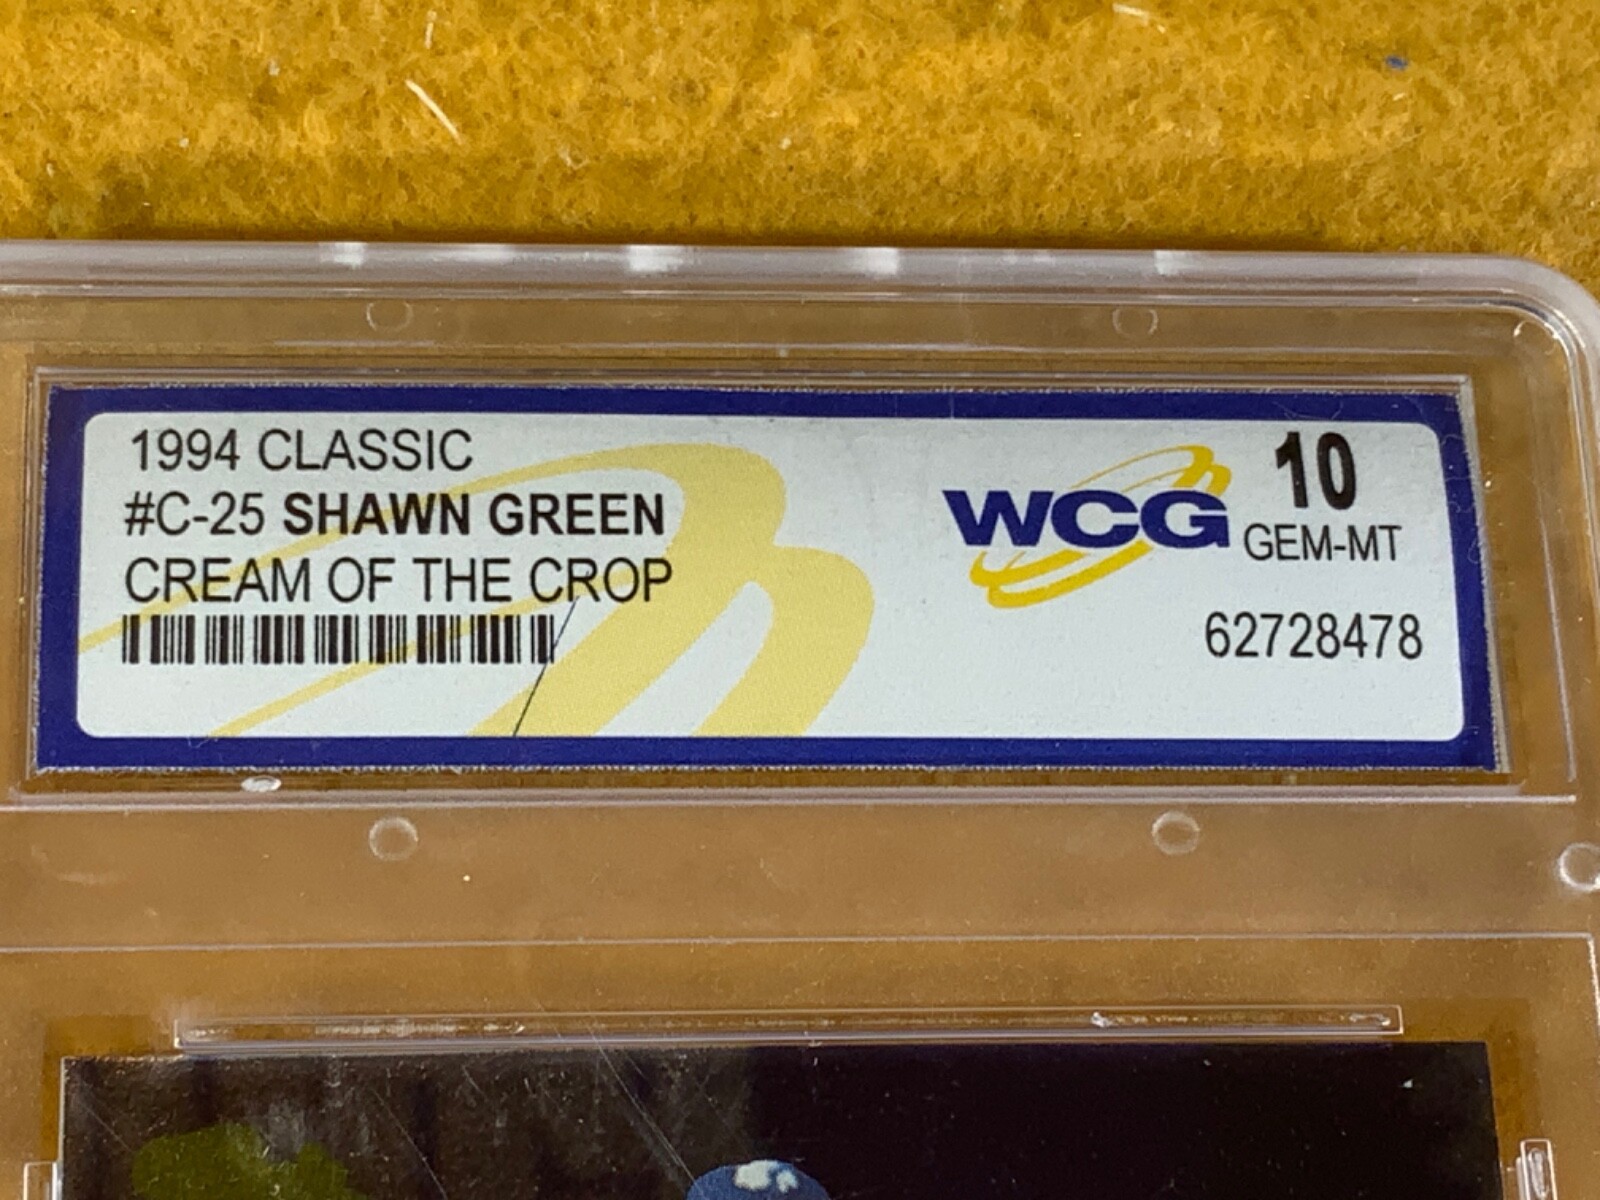 1994 CLASSIC
#C-25 SHAWN GREEN
CREAM OF THE CROP
WCG
10
GEM-MT
62728478